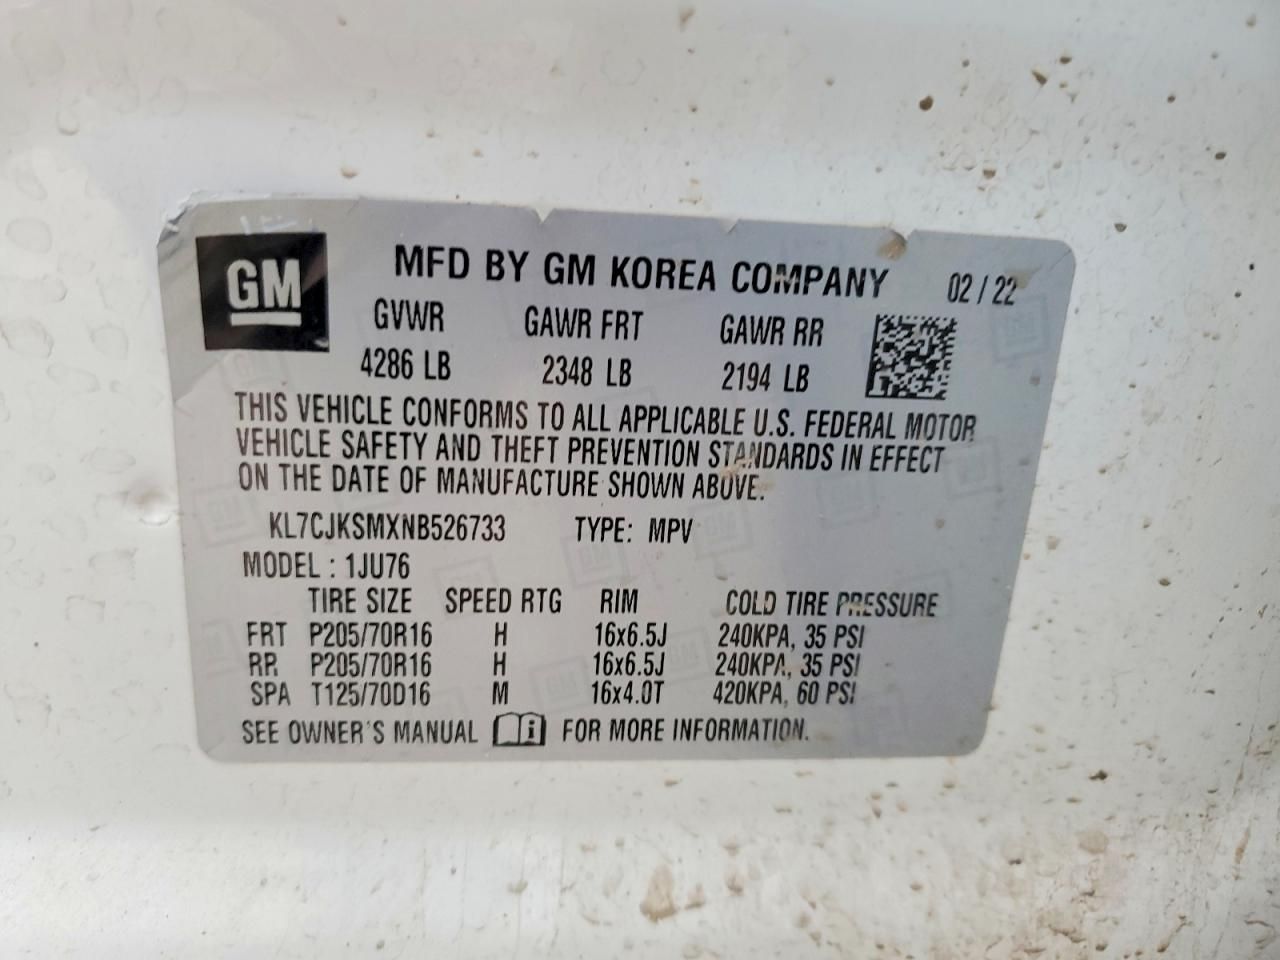 GM
MFD BY GM KOREA COMPANY 02 / 22
GVWR GAWR FRT GAWR RR
4286 LB 2348 LB 2194 LB
THIS VEHICLE CONFORMS TO ALL APPLICABLE U.S. FEDERAL MOTOR
VEHICLE SAFETY AND THEFT PREVENTION STANDARDS IN EFFECT
ON THE DATE OF MANUFACTURE SHOWN ABOVE.
KL7CJKSMXNB526733 TYPE: MPV
MODEL : 1JU76
TIRE SIZE SPEED RTG RIM COLD TIRE PRESSURE
FRT P205/70R16 H 16x6.5J 240KPA, 35 PSI
RR P205/70R16 H 16x6.5J 240KPA, 35 PSI
SPA T125/70D16 M 16x4.0T 420KPA, 60 PSI
SEE OWNER'S MANUAL FOR MORE INFORMATION.